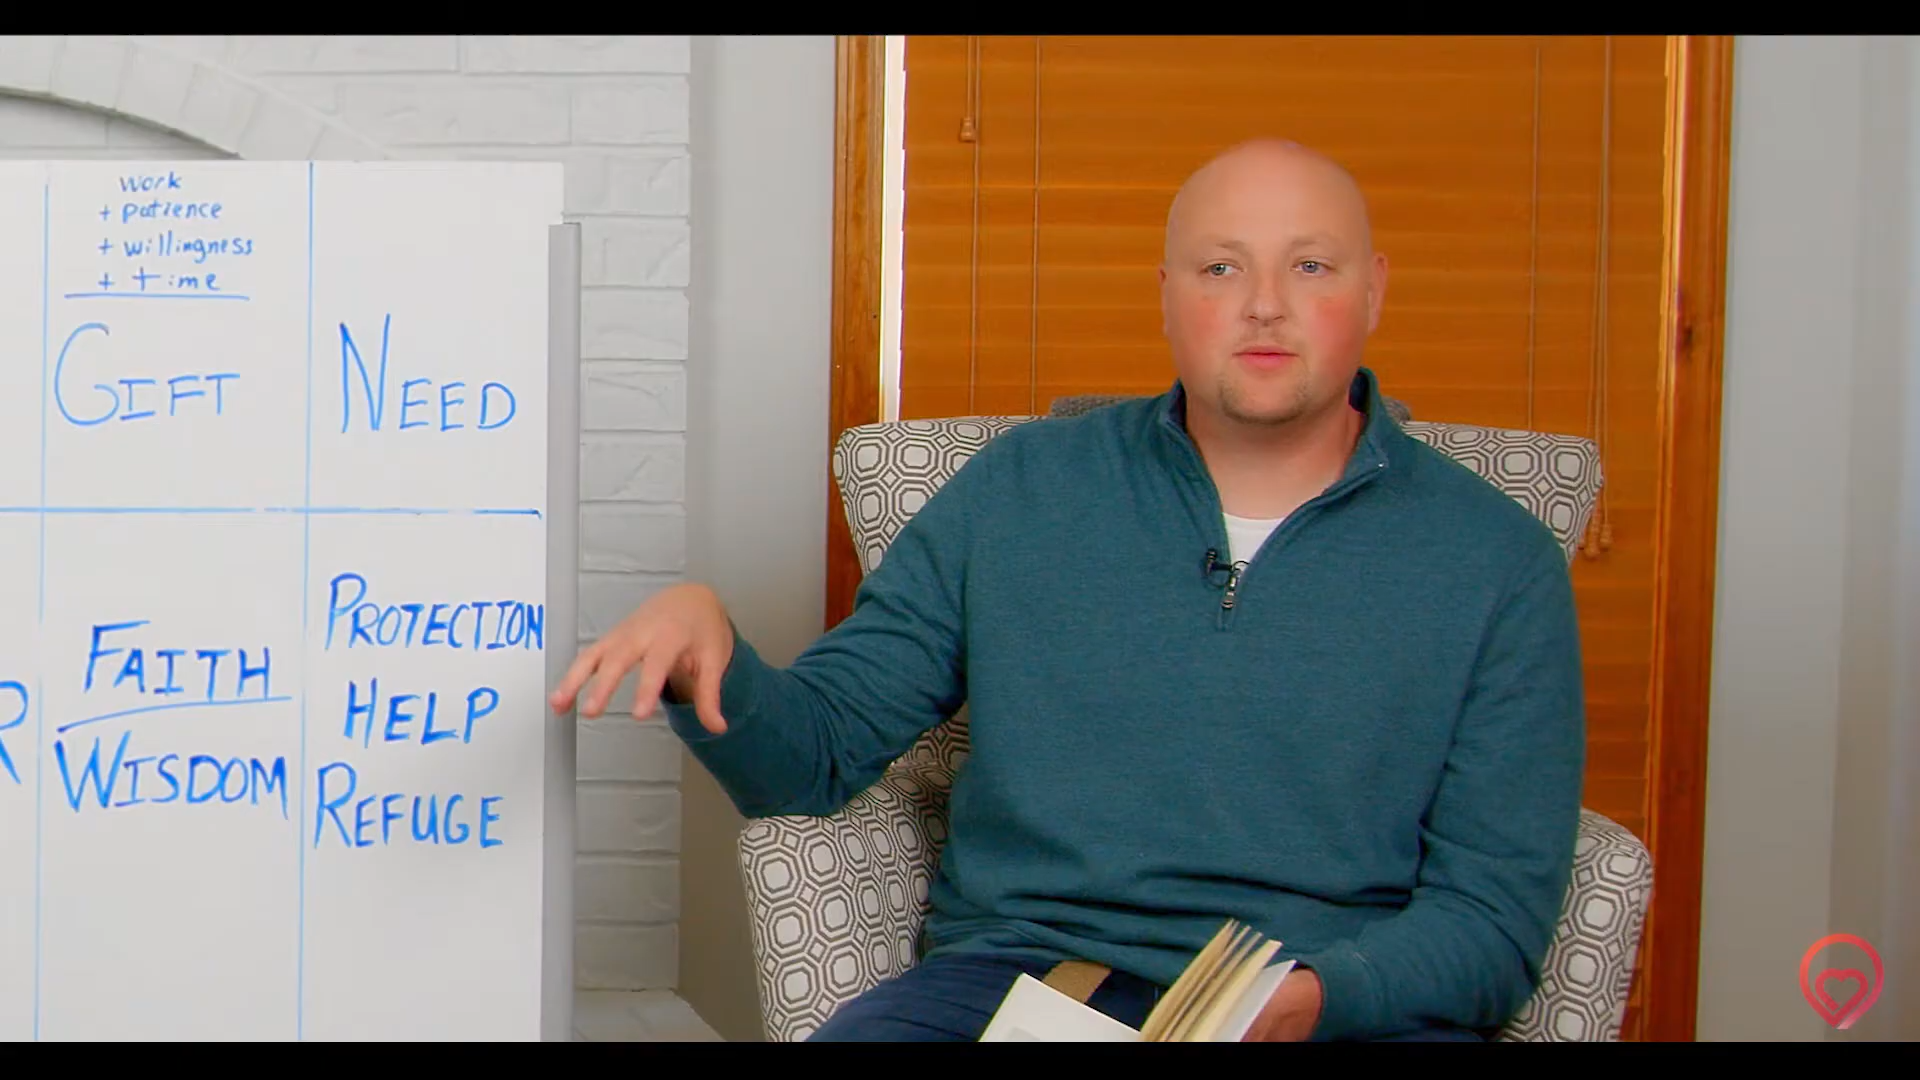 work
+ patience
+ willingness
+ time
GIFT
NEED
R
FAITH
WISDOM
PROTECTION
HELP
REFUGE